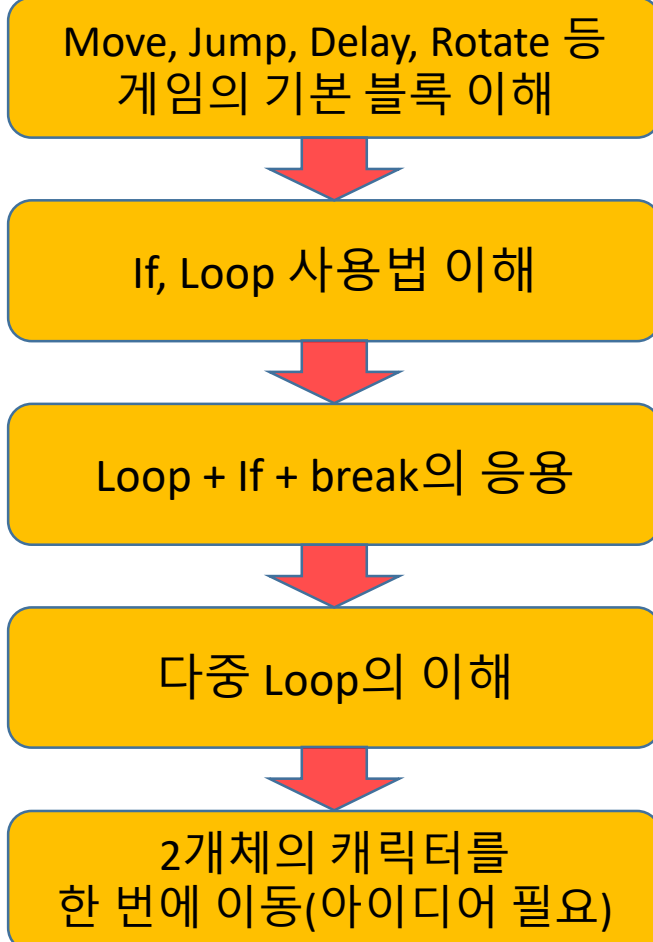 Move, Jump, Delay, Rotate 등
게임의 기본 블록 이해
If, Loop 사용법 이해
Loop + If + break의 응용
다중 Loop의 이해
2개체의 캐릭터를
한 번에 이동(아이디어 필요)